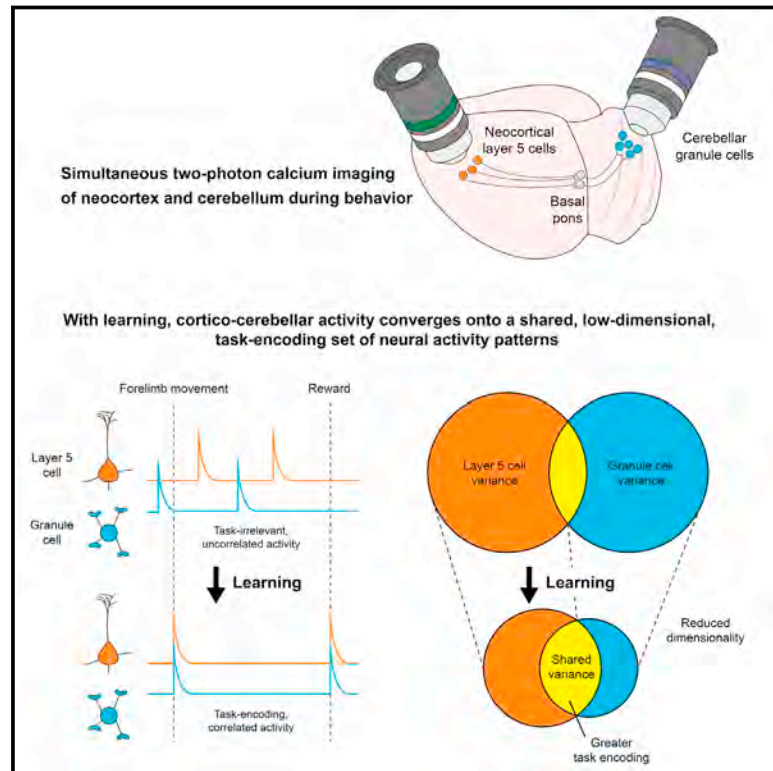 Neocortical
layer 5 cells
Cerebellar
granule cells
Basal
pons
Simultaneous two-photon calcium imaging
of neocortex and cerebellum during behavior
With learning, cortico-cerebellar activity converges onto a shared, low-dimensional,
task-encoding set of neural activity patterns
Forelimb movement
Reward
Layer 5
cell
Granule
cell
Task-irrelevant,
uncorrelated activity
Learning
Task-encoding,
correlated activity
Layer 5 cell
variance
Granule cell
variance
Learning
Reduced
dimensionality
Shared
variance
Greater
task encoding